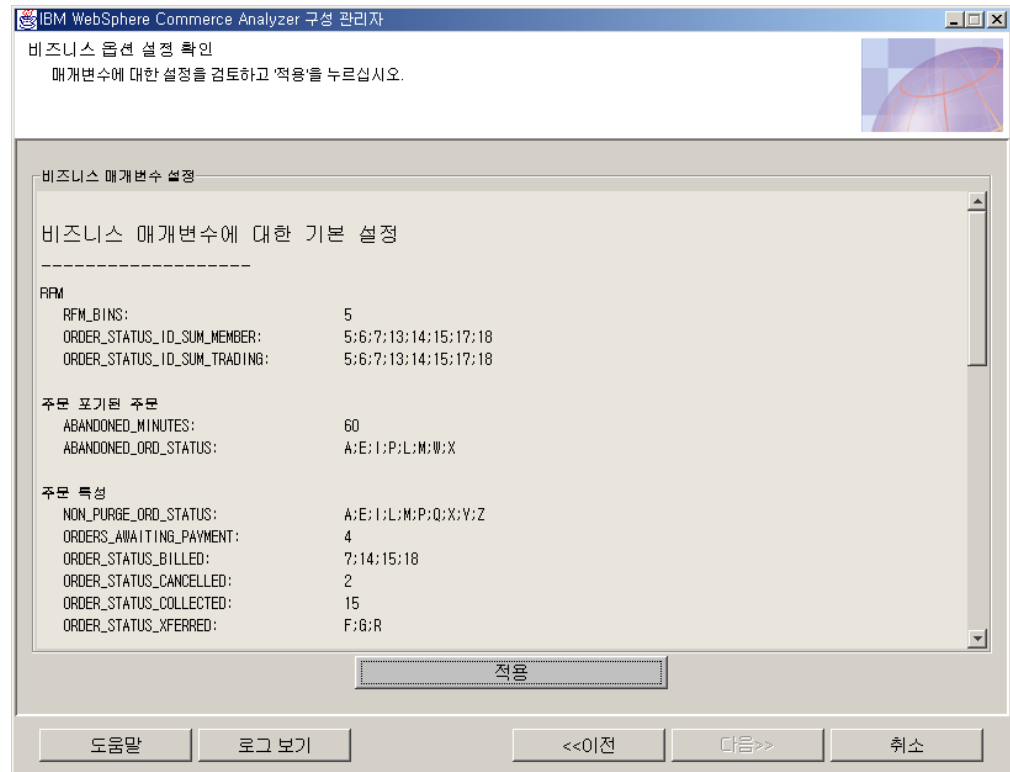 IBM WebSphere Commerce Analyzer 구성 관리자
비즈니스 옵션 설정 확인
매개변수에 대한 설정을 검토하고 '적용'을 누르십시오.
비즈니스 매개변수 설정
비즈니스 매개변수에 대한 기본 설정
-------------------
RFM
RFM_BINS: 5
ORDER_STATUS_ID_SUM_MEMBER: 5;6;7;13;14;15;17;18
ORDER_STATUS_ID_SUM_TRADING: 5;6;7;13;14;15;17;18
주문 포기된 주문
ABANDONED_MINUTES: 60
ABANDONED_ORD_STATUS: A;E;I;P;L;M;W;X
주문 특성
NON_PURGE_ORD_STATUS: A;E;I;L;M;P;Q;X;Y;Z
ORDERS_AWAITING_PAYMENT: 4
ORDER_STATUS_BILLED: 7;14;15;18
ORDER_STATUS_CANCELLED: 2
ORDER_STATUS_COLLECTED: 15
ORDER_STATUS_XFERRED: F;G;R
적용
도움말 로그 보기 <<이전 다음>> 취소